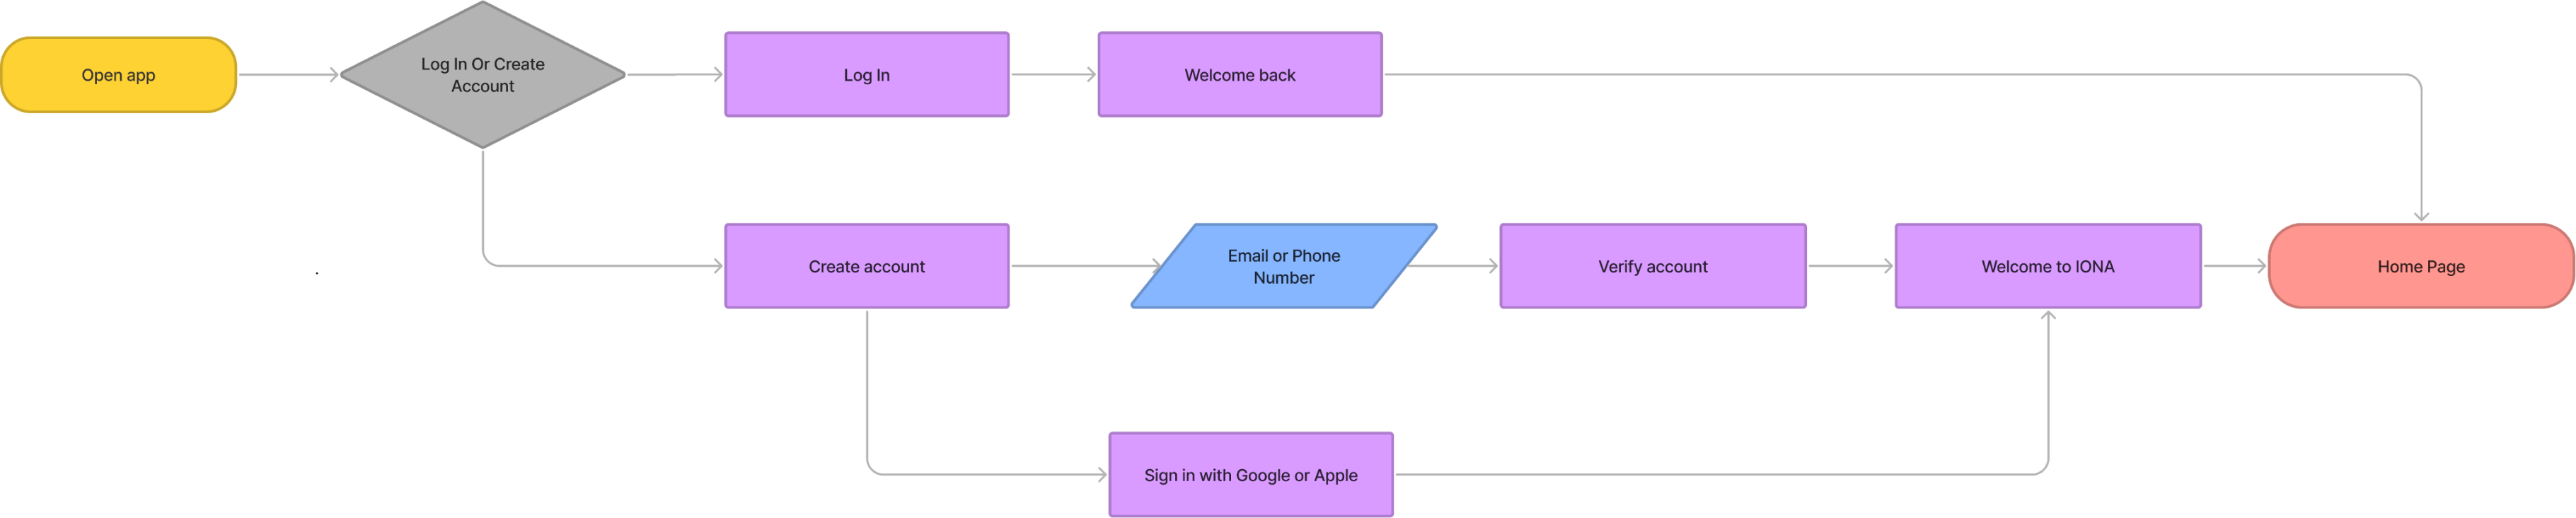 Open app
Log In Or Create
Account
Log In
Welcome back
Create account
Email or Phone
Number
Verify account
Welcome to IONA
Home Page
Sign in with Google or Apple